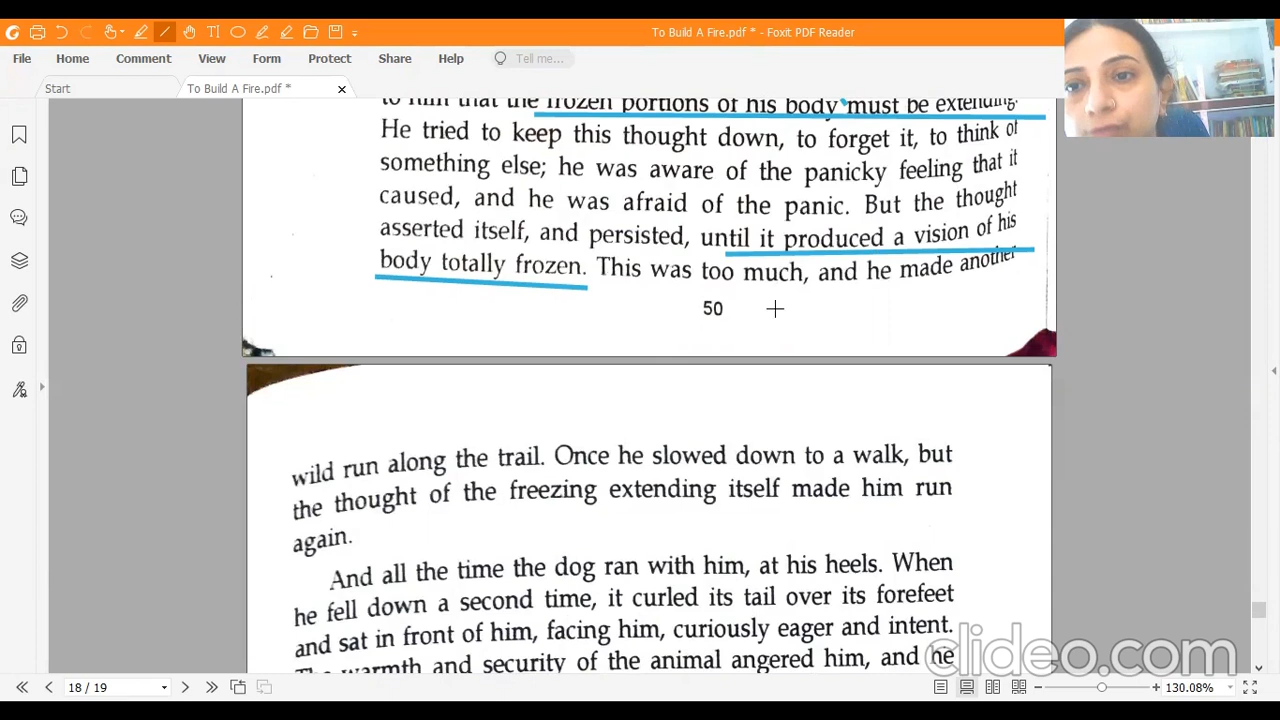 To Build A Fire.pdf * - Foxit PDF Reader
File Home Comment View Form Protect Share Help Tell me...
Start To Build A Fire.pdf *
to him that the frozen portions of his body must be extending.
He tried to keep this thought down, to forget it, to think of
something else; he was aware of the panicky feeling that it
caused, and he was afraid of the panic. But the thought
asserted itself, and persisted, until it produced a vision of his
body totally frozen. This was too much, and he made another
50
wild run along the trail. Once he slowed down to a walk, but
the thought of the freezing extending itself made him run
again.
And all the time the dog ran with him, at his heels. When
he fell down a second time, it curled its tail over its forefeet
and sat in front of him, facing him, curiously eager and intent.
The warmth and security of the animal angered him, and he
clideo.com
18 / 19 130.08%